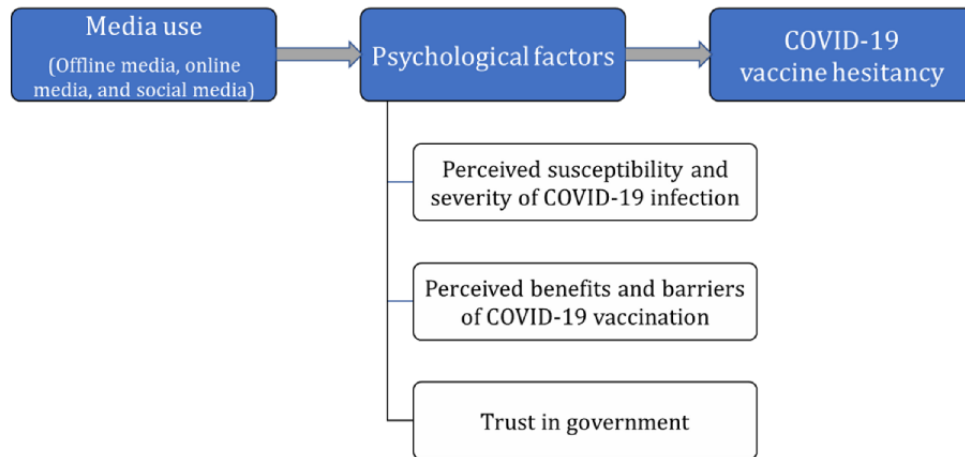 Media use
(Offline media, online
media, and social media)
Psychological factors
COVID-19
vaccine hesitancy
Perceived susceptibility and
severity of COVID-19 infection
Perceived benefits and barriers
of COVID-19 vaccination
Trust in government